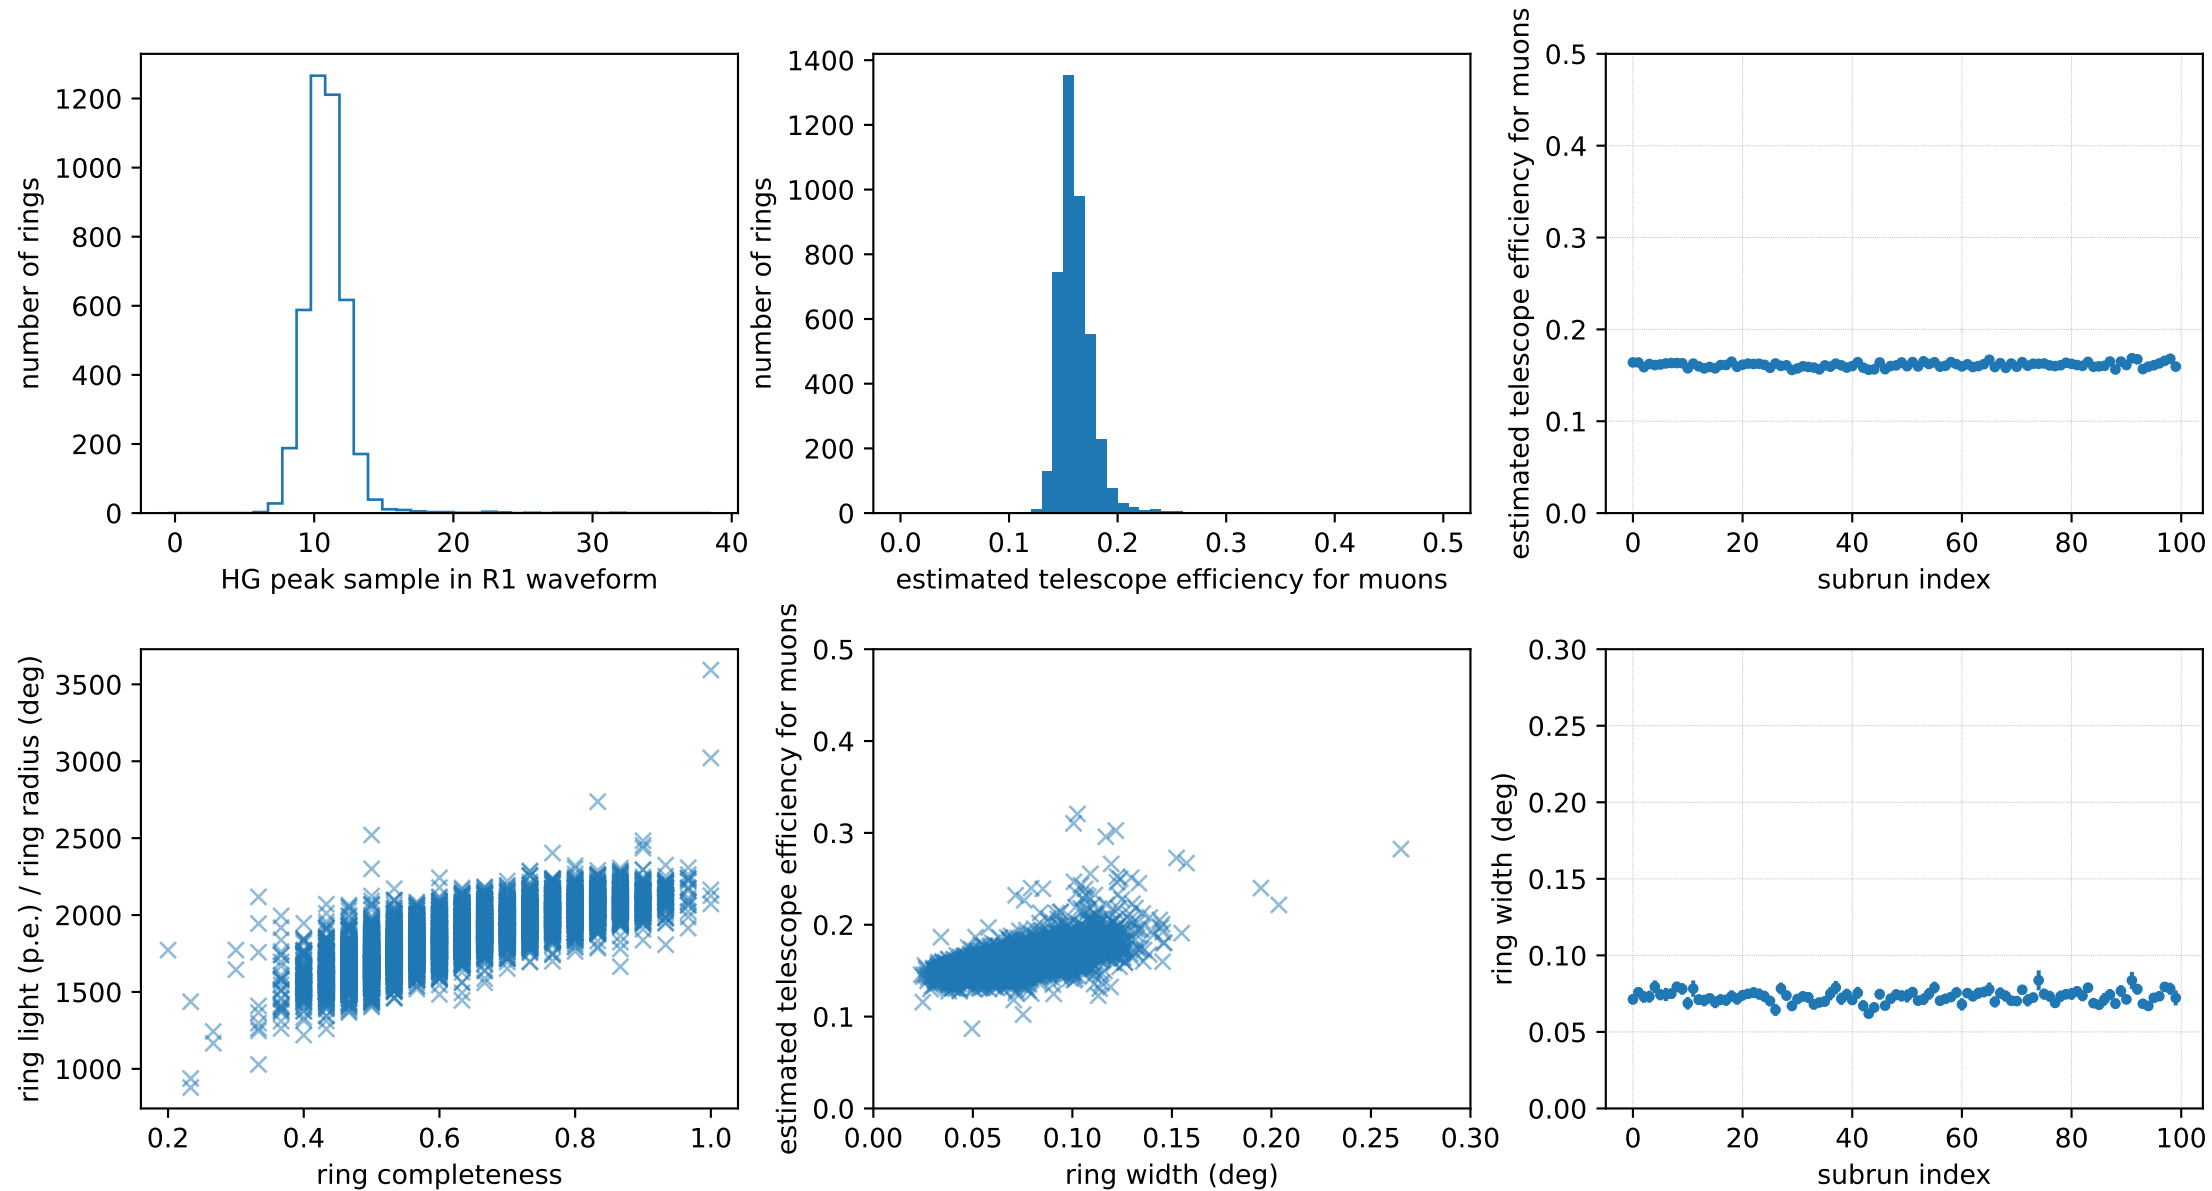 number of rings
1200
1000
800
600
400
200
0
0 10 20 30 40
HG peak sample in R1 waveform
number of rings
1400
1200
1000
800
600
400
200
0
0.0 0.1 0.2 0.3 0.4 0.5
estimated telescope efficiency for muons
estimated telescope efficiency for muons
0.5
0.4
0.3
0.2
0.1
0.0
0 20 40 60 80 100
subrun index
ring light (p.e.) / ring radius (deg)
3500
3000
2500
2000
1500
1000
0.2 0.4 0.6 0.8 1.0
ring completeness
estimated telescope efficiency for muons
0.5
0.4
0.3
0.2
0.1
0.0
0.00 0.05 0.10 0.15 0.20 0.25 0.30
ring width (deg)
ring width (deg)
0.30
0.25
0.20
0.15
0.10
0.05
0.00
0 20 40 60 80 100
subrun index